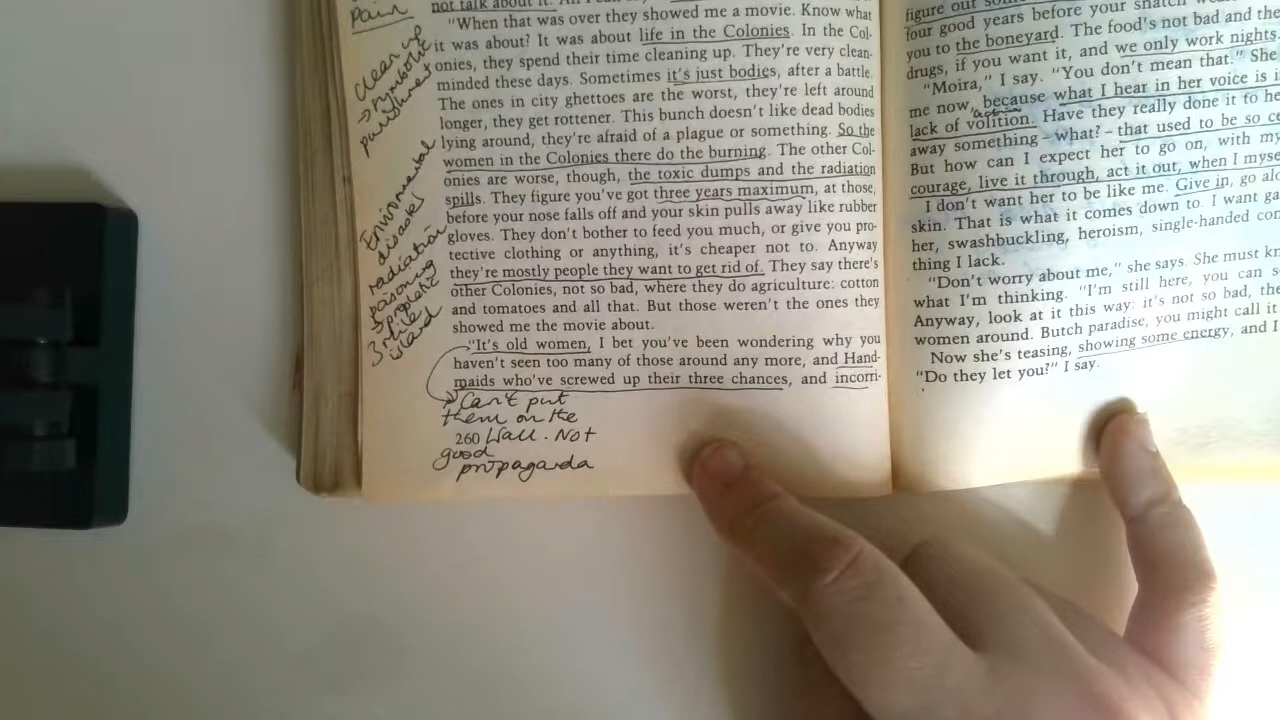 Pain
not talk about it.
"When that was over they showed me a movie. Know what
it was about? It was about life in the Colonies. In the Col-
onies, they spend their time cleaning up. They're very clean-
minded these days. Sometimes it's just bodies, after a battle.
The ones in city ghettoes are the worst, they're left around
longer, they get rottener. This bunch doesn't like dead bodies
lying around, they're afraid of a plague or something. So the
women in the Colonies there do the burning. The other Col-
onies are worse, though, the toxic dumps and the radiation
spills. They figure you've got three years maximum, at those,
before your nose falls off and your skin pulls away like rubber
gloves. They don't bother to feed you much, or give you pro-
tective clothing or anything, it's cheaper not to. Anyway
they're mostly people they want to get rid of. They say there's
other Colonies, not so bad, where they do agriculture: cotton
and tomatoes and all that. But those weren't the ones they
showed me the movie about.
"It's old women, I bet you've been wondering why you
haven't seen too many of those around any more, and Hand-
maids who've screwed up their three chances, and incorri-
clean up
→ symbolic
punishment
Enviromental
disaster
radiation
poisoning
3 mile
island
Can't put
them on the
260 Wall. Not
good
propaganda
figure out
four good years before your snatch
you to the boneyard. The food's not bad and the
drugs, if you want it, and we only work nights.
"Moira," I say. "You don't mean that." She
me now, because what I hear in her voice is
lack of volition. Have they really done it to he
away something – what? – that used to be so ce
But how can I expect her to go on, with my
courage, live it through, act it out, when I myse
I don't want her to be like me. Give in, go alo
skin. That is what it comes down to. I want ga
her, swashbuckling, heroism, single-handed com
thing I lack.
"Don't worry about me," she says. She must kn
what I'm thinking. "I'm still here, you can s
Anyway, look at it this way: it's not so bad, the
women around. Butch paradise, you might call it
Now she's teasing, showing some energy, and I
"Do they let you?" I say.